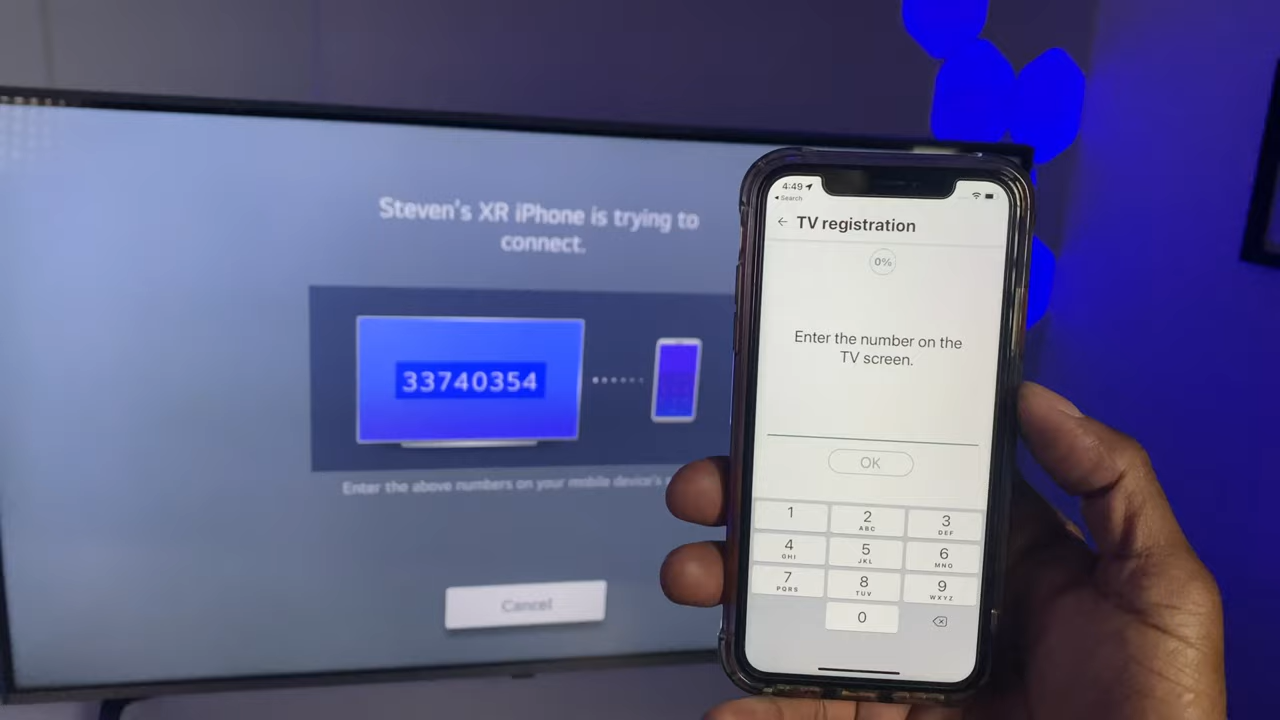 Steven's XR iPhone is trying to
connect.
33740354
Enter the above numbers on your mobile device's
Cancel
4:49
Search
TV registration
0%
Enter the number on the
TV screen.
OK
1
2
ABC
3
DEF
4
GHI
5
JKL
6
MNO
7
PQRS
8
TUV
9
WXYZ
0